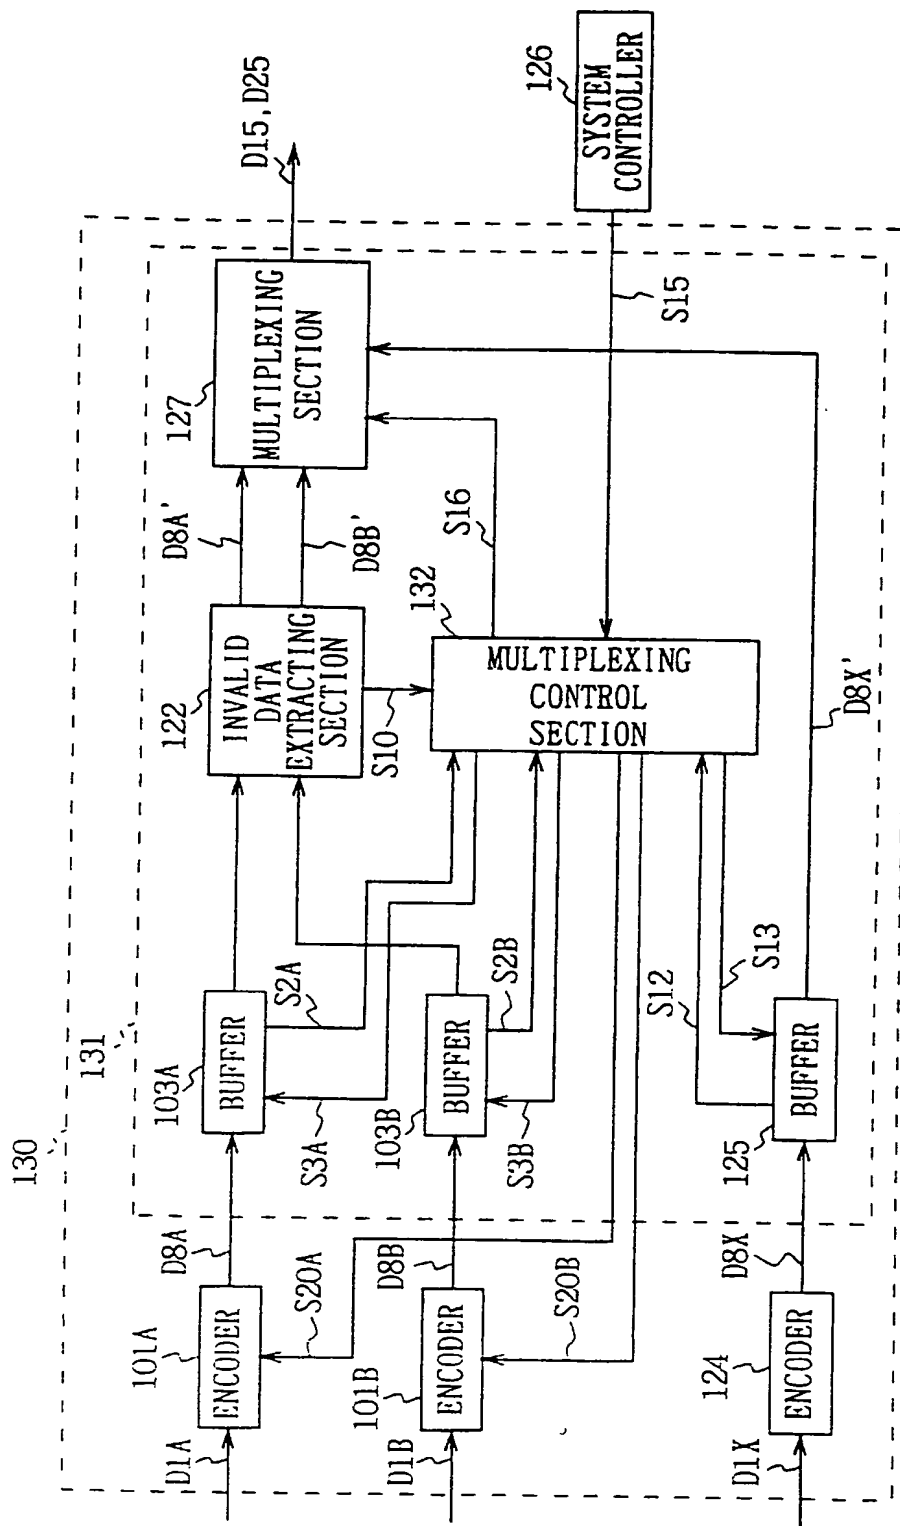 130
131
D1A
101A
ENCODER
D8A
S20A
103A
BUFFER
S2A
S3A
122
INVALID
DATA
EXTRACTING
SECTION
D8A'
D8B'
S10
127
MULTIPLEXING
SECTION
D15, D25
D1B
101B
ENCODER
D8B
S20B
103B
BUFFER
S2B
S3B
132
MULTIPLEXING
CONTROL
SECTION
S16
S15
126
SYSTEM
CONTROLLER
D1X
124
ENCODER
D8X
125
BUFFER
S12
S13
D8X'